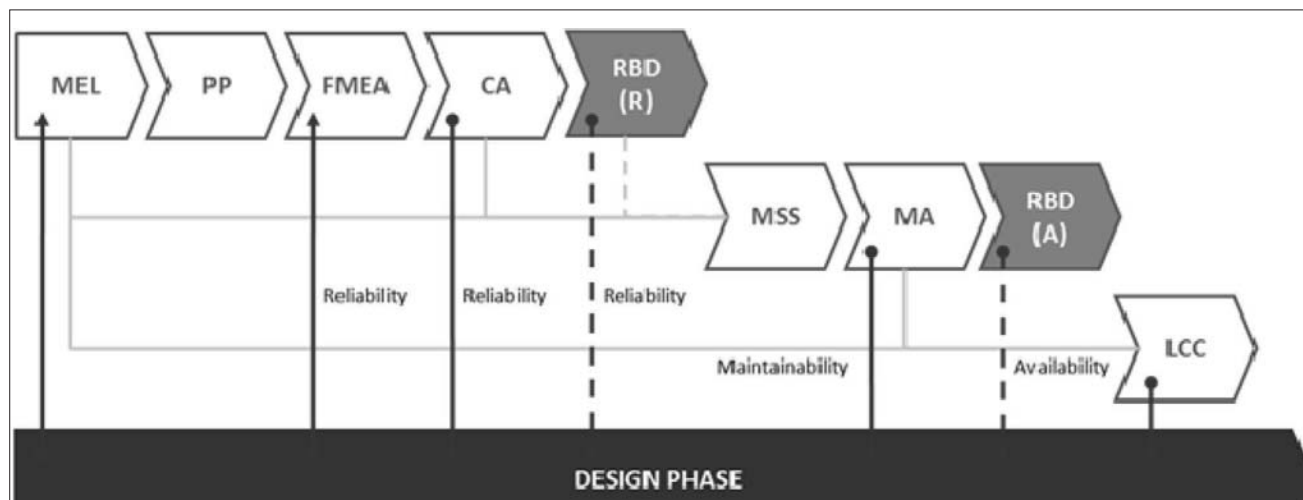 MEL
PP
FMEA
CA
RBD
(R)
MSS
MA
RBD
(A)
Reliability
Reliability
Reliability
LCC
Maintainability
Availability
DESIGN PHASE